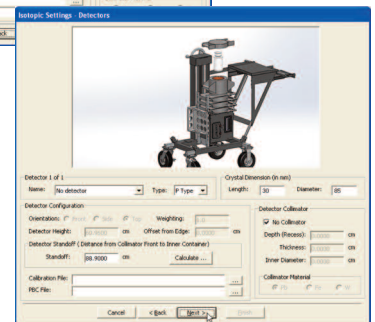 Isotopic Settings - Detectors
Detector 1 of 1
Name: No detector Type: P Type
Crystal Dimension (in mm)
Length: 30 Diameter: 85
Detector Configuration
Orientation: Top
Weighting:
Detector Height: cm Offset from Edge: cm
Detector Standoff (Distance from Collimator Front to Inner Container)
Standoff: cm Calculate ...
Calibration File: ...
PBC File: ...
Detector Collimator
No Collimator
Depth (Recess): cm
Thickness: cm
Inner Diameter: cm
Collimator Material
Cancel < Back Next >